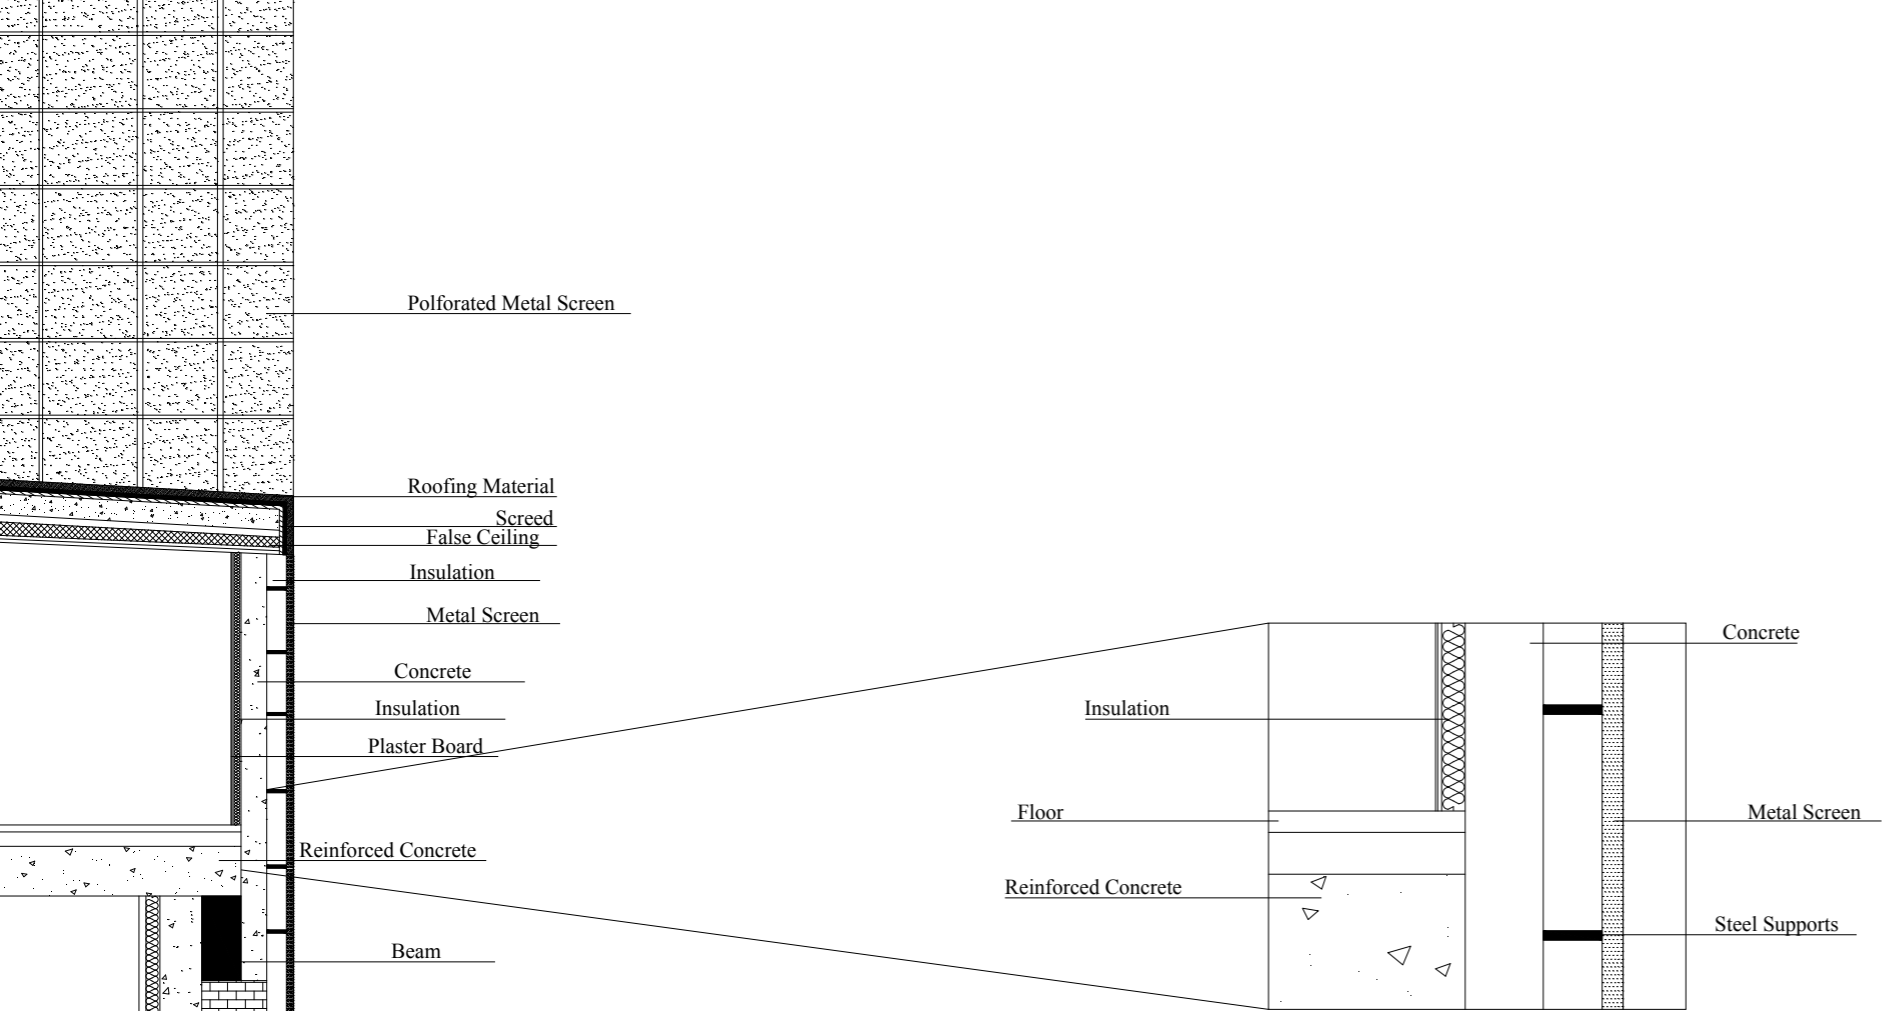 Polforated Metal Screen
Roofing Material
Screed
False Ceiling
Insulation
Metal Screen
Concrete
Insulation
Plaster Board
Reinforced Concrete
Beam
Concrete
Insulation
Floor
Metal Screen
Reinforced Concrete
Steel Supports